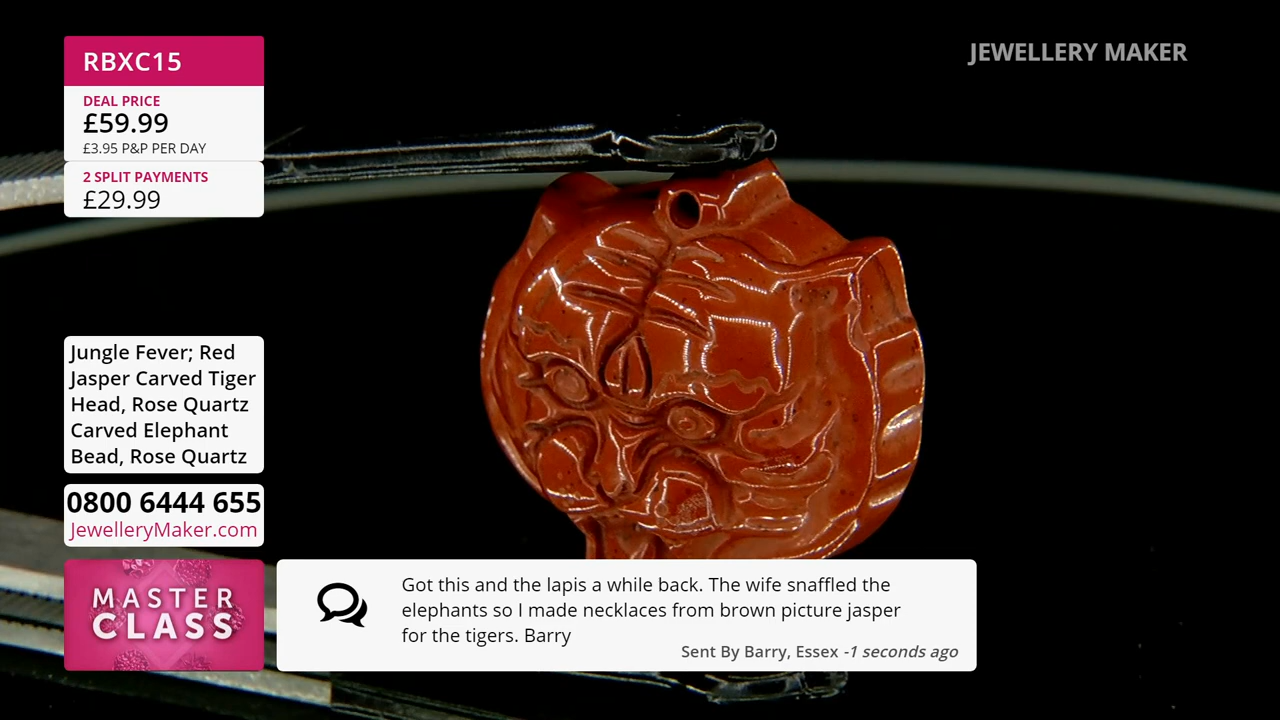 RBXC15
DEAL PRICE
£59.99
£3.95 P&P PER DAY
2 SPLIT PAYMENTS
£29.99
JEWELLERY MAKER
Jungle Fever; Red
Jasper Carved Tiger
Head, Rose Quartz
Carved Elephant
Bead, Rose Quartz
0800 6444 655
JewelleryMaker.com
MASTER
CLASS
Got this and the lapis a while back. The wife snaffled the
elephants so I made necklaces from brown picture jasper
for the tigers. Barry
Sent By Barry, Essex -1 seconds ago